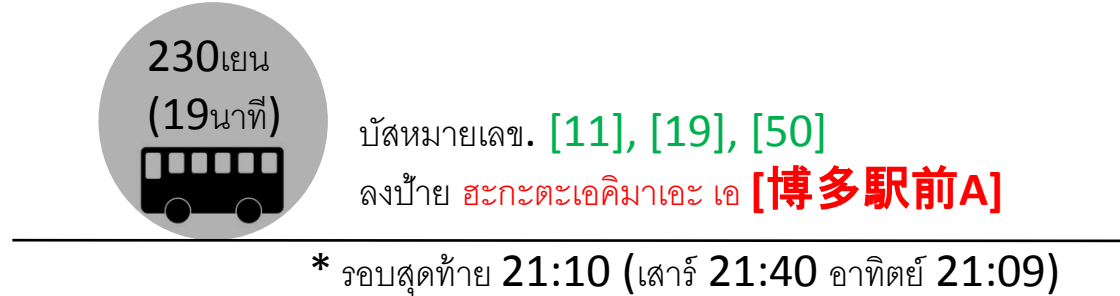 230เยน
(19นาที)
บัสหมายเลข. [11], [19], [50]
ลงป้าย ฮะกะตะเอคิมาเอะ เอ [博多駅前A]
* รอบสุดท้าย 21:10 (เสาร์ 21:40 อาทิตย์ 21:09)